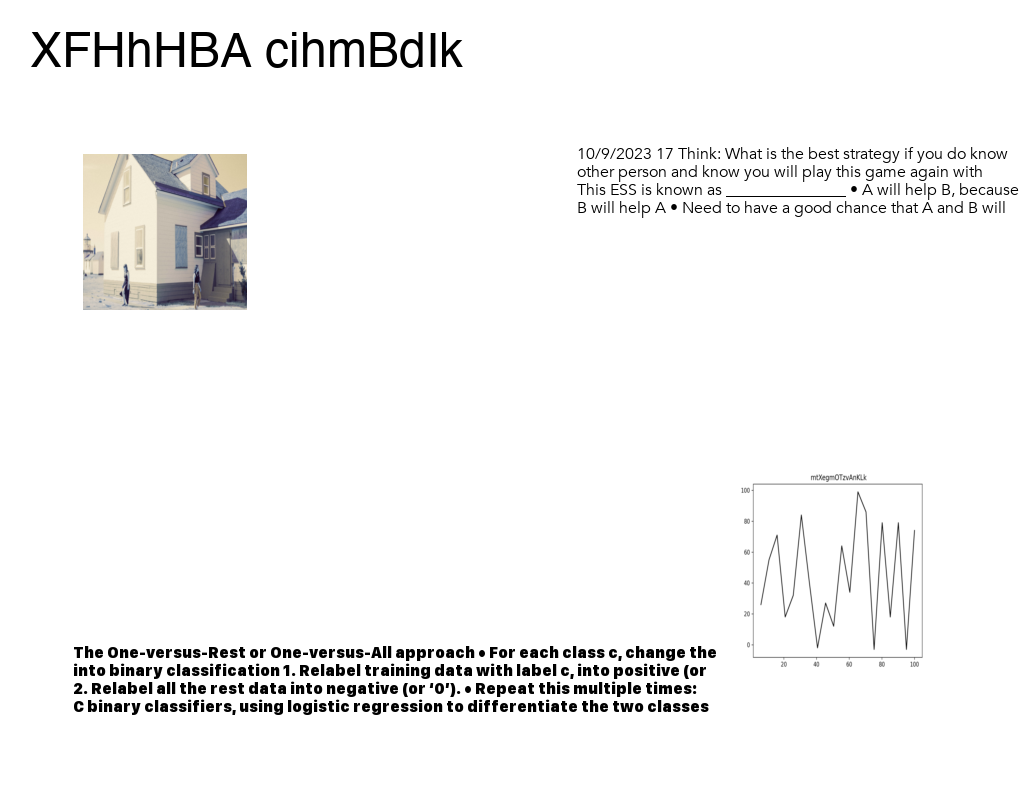 XFHhHBA cihmBdIk
10/9/2023 17 Think: What is the best strategy if you do know
other person and know you will play this game again with
This ESS is known as _______________ • A will help B, because
B will help A • Need to have a good chance that A and B will
mtXegmOTzvAnKLk
100
80
60
40
20
0
20 40 60 80 100
The One-versus-Rest or One-versus-All approach • For each class c, change the
into binary classification 1. Relabel training data with label c, into positive (or
2. Relabel all the rest data into negative (or ‘0’). • Repeat this multiple times:
C binary classifiers, using logistic regression to differentiate the two classes